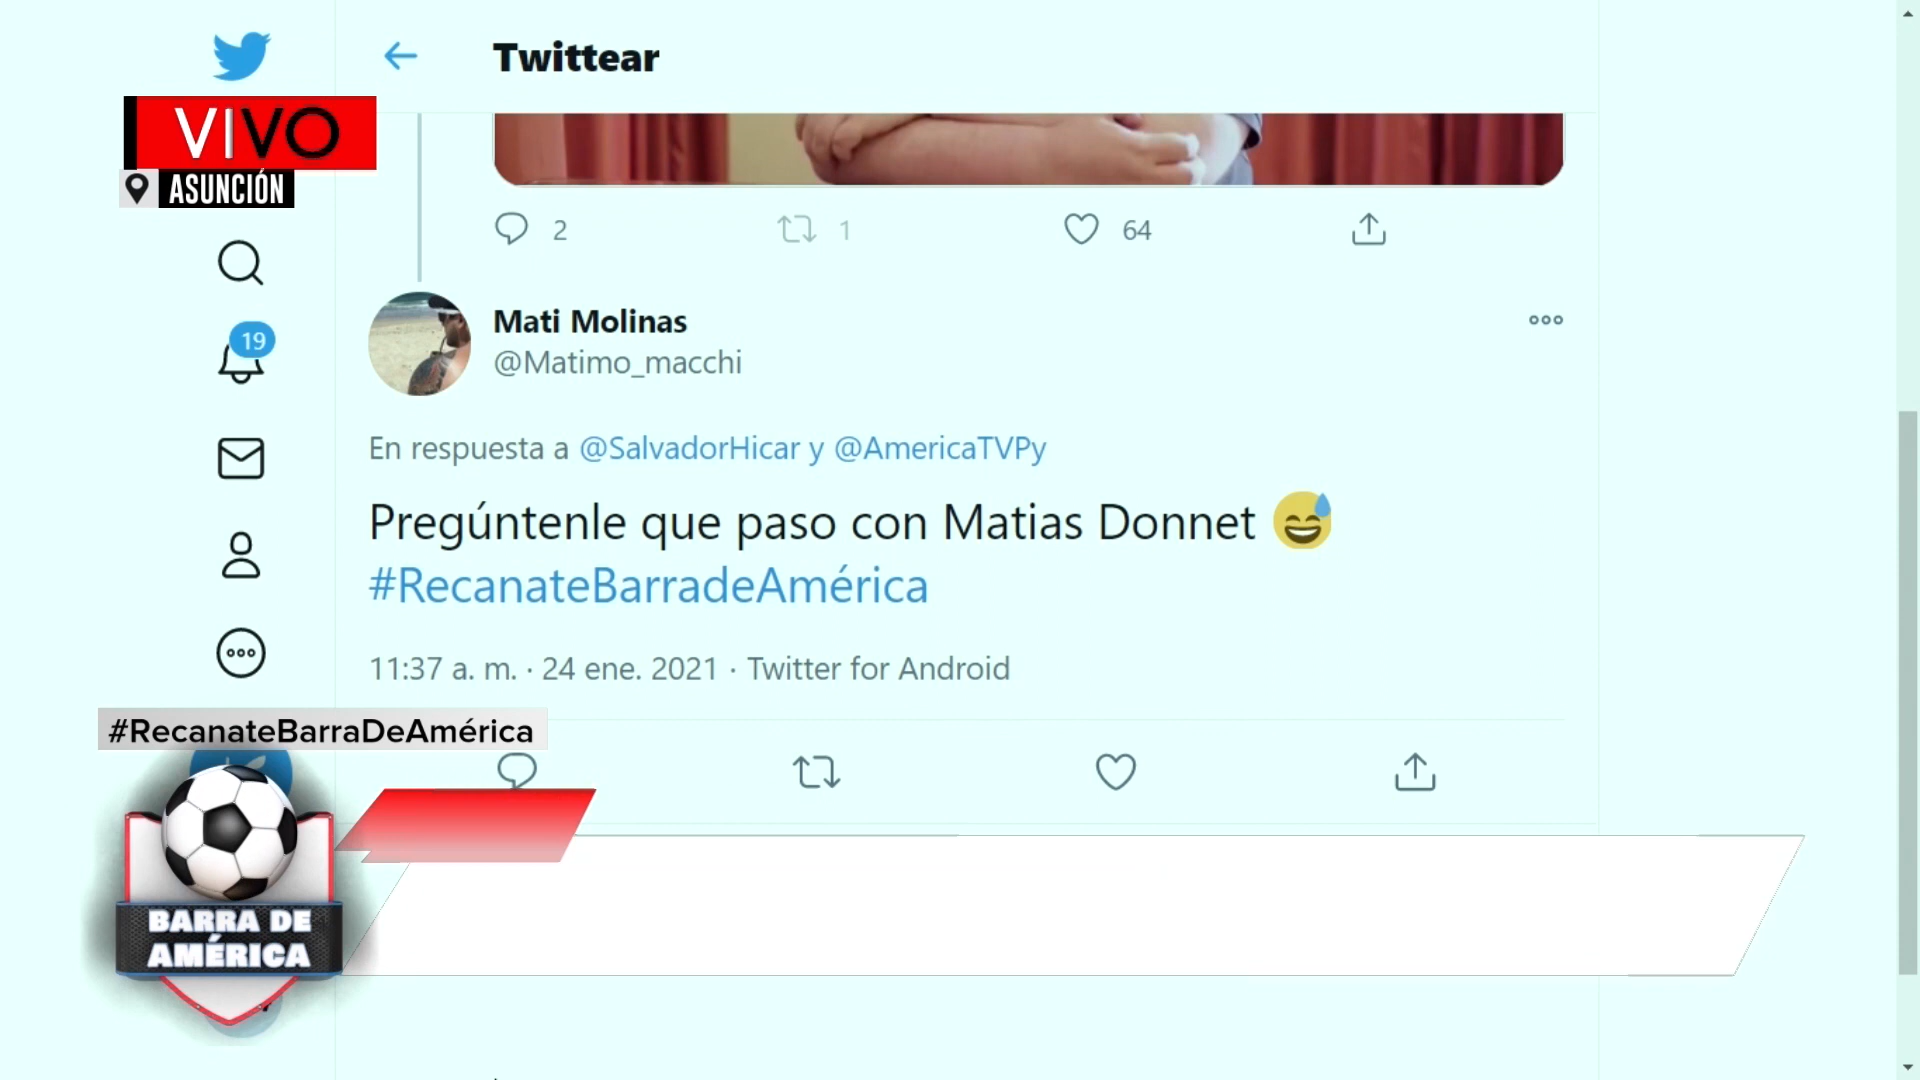 Twittear
VIVO
ASUNCIÓN
2
1
64
Mati Molinas
@Matimo_macchi
19
En respuesta a @SalvadorHicar y @AmericaTVPy
Pregúntenle que paso con Matias Donnet
#RecanateBarradeAmérica
11:37 a. m. · 24 ene. 2021 · Twitter for Android
#RecanateBarraDeAmérica
BARRA DE
AMÉRICA